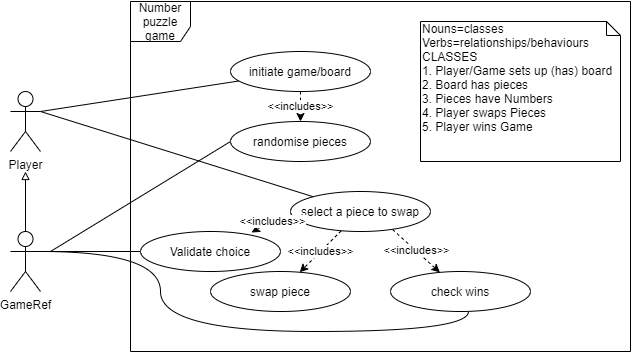 Number
puzzle
game
Nouns=classes
Verbs=relationships/behaviours
CLASSES
1. Player/Game sets up (has) board
2. Board has pieces
3. Pieces have Numbers
4. Player swaps Pieces
5. Player wins Game
initiate game/board
<<includes>>
randomise pieces
Player
select a piece to swap
<<includes>>
Validate choice
<<includes>>
<<includes>>
swap piece
check wins
GameRef